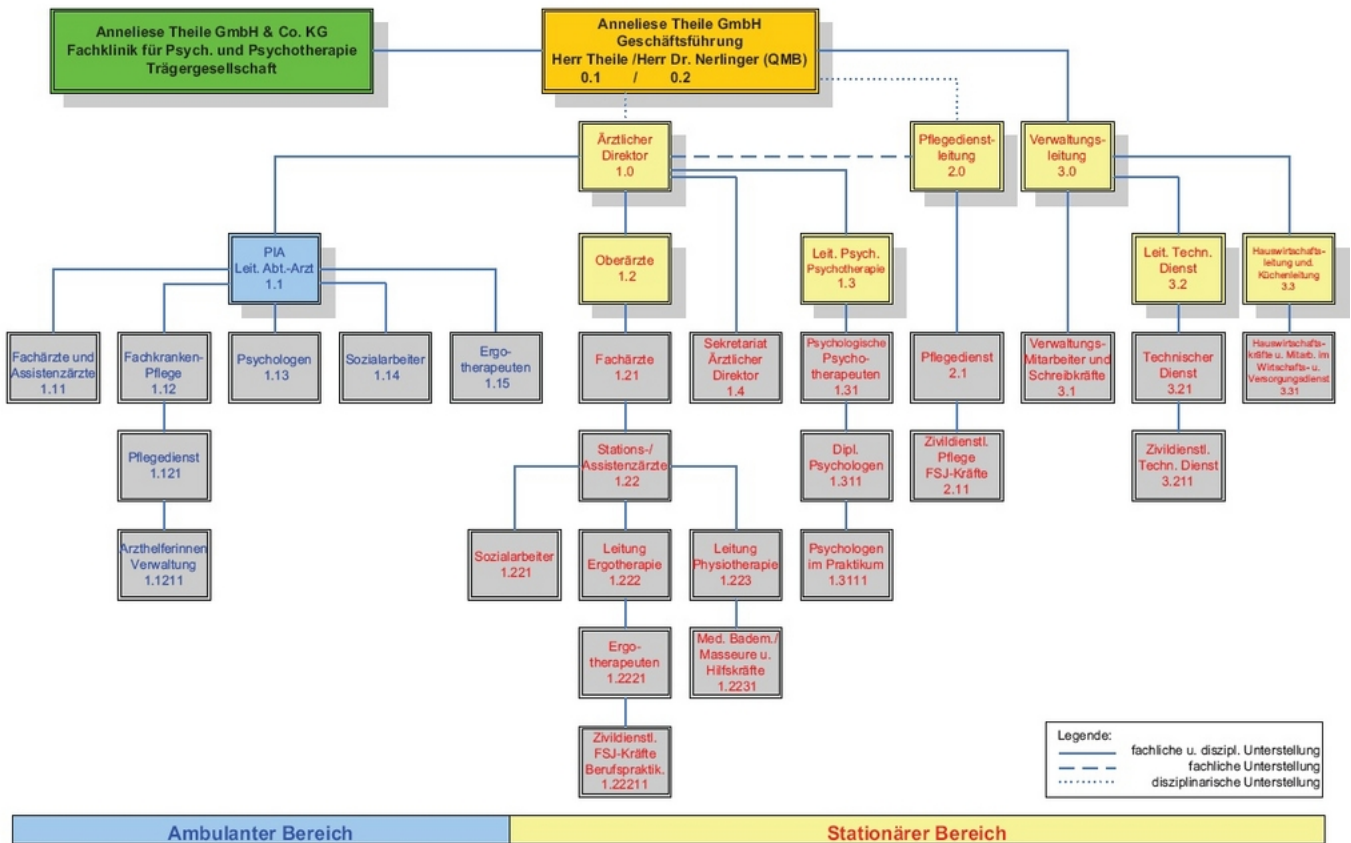 Anneliese Theile GmbH & Co. KG
Fachklinik für Psych. und Psychotherapie
Trägergesellschaft
Anneliese Theile GmbH
Geschäftsführung
Herr Theile /Herr Dr. Nerlinger (QMB)
0.1 / 0.2
Ärztlicher
Direktor
1.0
Pflegedienst-
leitung
2.0
Verwaltungs-
leitung
3.0
PIA
Leit. Abt.-Arzt
1.1
Oberärzte
1.2
Leit. Psych.
Psychotherapie
1.3
Leit. Techn.
Dienst
3.2
Hauswirtschafts-
leitung und.
Küchenleitung
3.3
Fachärzte und
Assistenzärzte
1.11
Fachkranken-
Pflege
1.12
Psychologen
1.13
Sozialarbeiter
1.14
Ergo-
therapeuten
1.15
Fachärzte
1.21
Sekretariat
Ärztlicher
Direktor
1.4
Psychologische
Psycho-
therapeuten
1.31
Pflegedienst
2.1
Verwaltungs-
Mitarbeiter und
Schreibkräfte
3.1
Technischer
Dienst
3.21
Hauswirtschafts-
kräfte u. Mitarb. im
Wirtschafts- u.
Versorgungsdienst
3.31
Pflegedienst
1.121
Stations-/
Assistenzärzte
1.22
Dipl.
Psychologen
1.311
Zivildienstl.
Pflege
FSJ-Kräfte
2.11
Zivildienstl.
Techn. Dienst
3.211
Arzthelferinnen
Verwaltung
1.1211
Sozialarbeiter
1.221
Leitung
Ergotherapie
1.222
Leitung
Physiotherapie
1.223
Psychologen
im Praktikum
1.3111
Ergo-
therapeuten
1.2221
Med. Badem./
Masseure u.
Hilfskräfte
1.2231
Zivildienstl.
FSJ-Kräfte
Berufspraktik.
1.22211
Legende:
fachliche u. diszipl. Unterstellung
fachliche Unterstellung
disziplinarische Unterstellung
Ambulanter Bereich
Stationärer Bereich